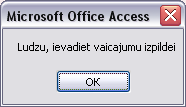 Microsoft Office Access
Ludzu, ievadiet vaicajumu izpildei
OK